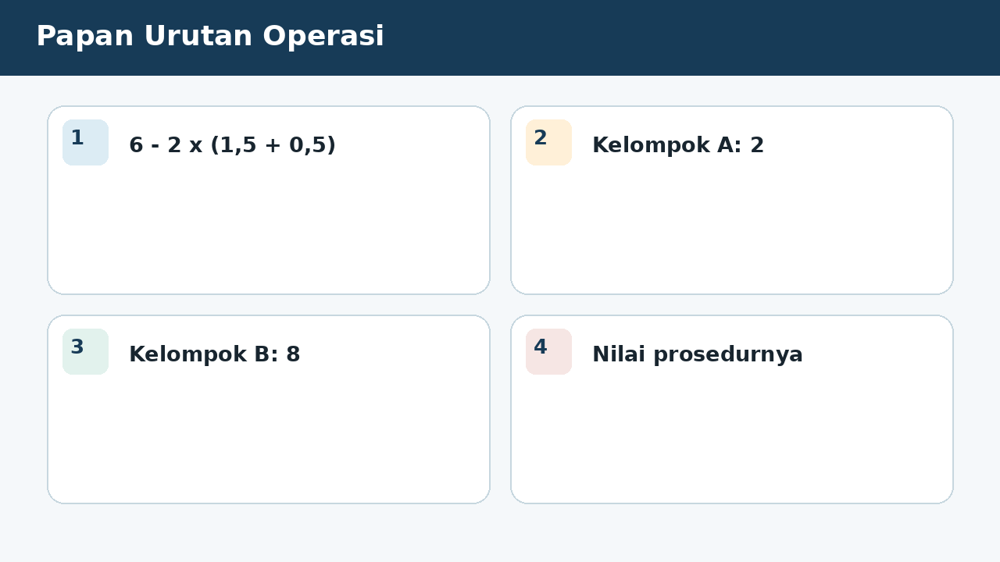 Papan Urutan Operasi
1
6 - 2 x (1,5 + 0,5)
2
Kelompok A: 2
3
Kelompok B: 8
4
Nilai prosedurnya